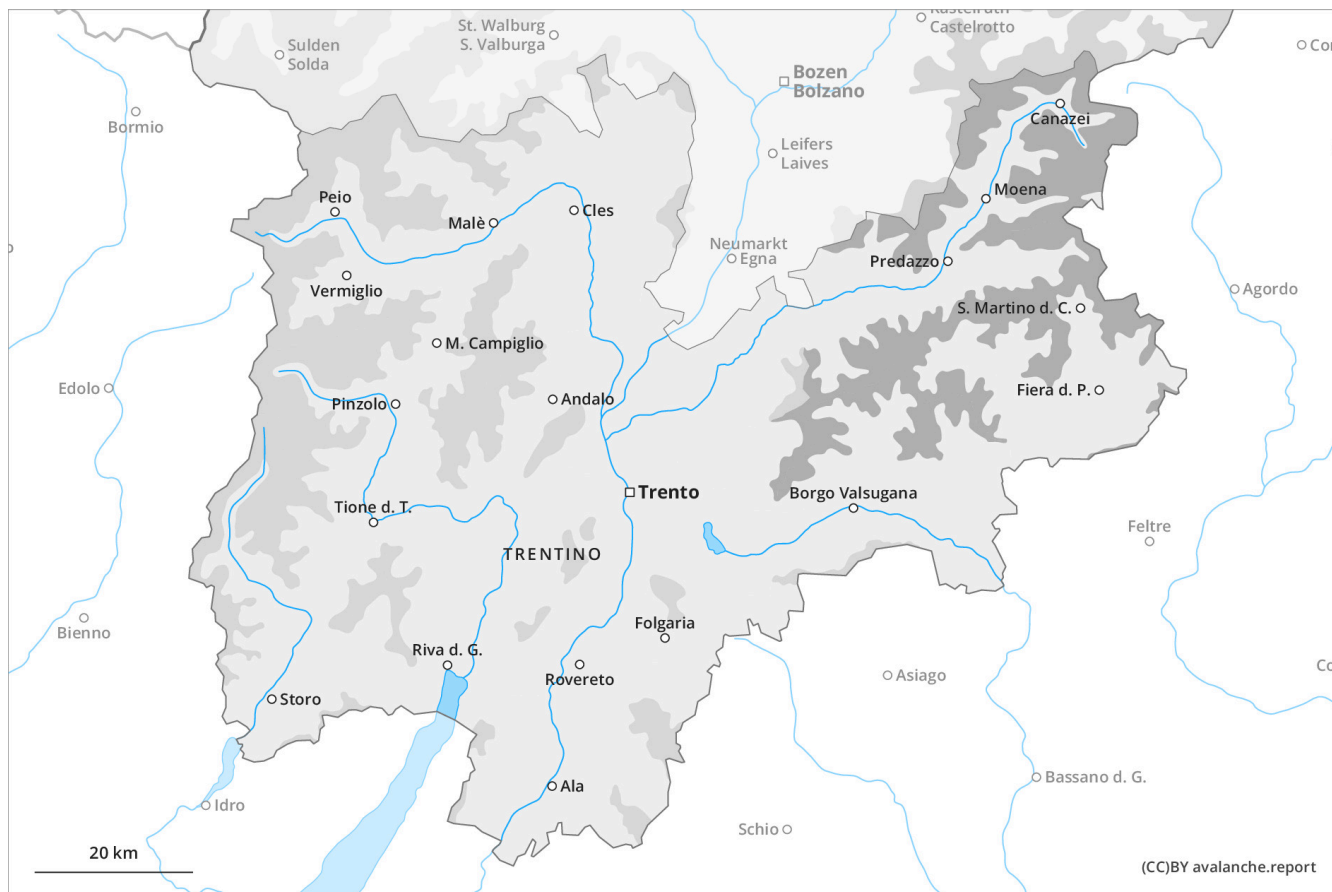 Kastelruth
Castelrotto
St. Walburg
S. Valburga
Sulden
Solda
Bozen
Bolzano
Bormio
Canazei
Leifers
Laives
Moena
Peio
Malè
Cles
Neumarkt
Egna
Predazzo
Vermiglio
Agordo
S. Martino d. C.
M. Campiglio
Edolo
Pinzolo
Andalo
Fiera d. P.
Trento
Borgo Valsugana
Tione d. T.
Feltre
TRENTINO
Bienno
Folgaria
Riva d. G.
Rovereto
Asiago
Storo
Ala
Bassano d. G.
Idro
Schio
20 km
(CC)BY avalanche.report